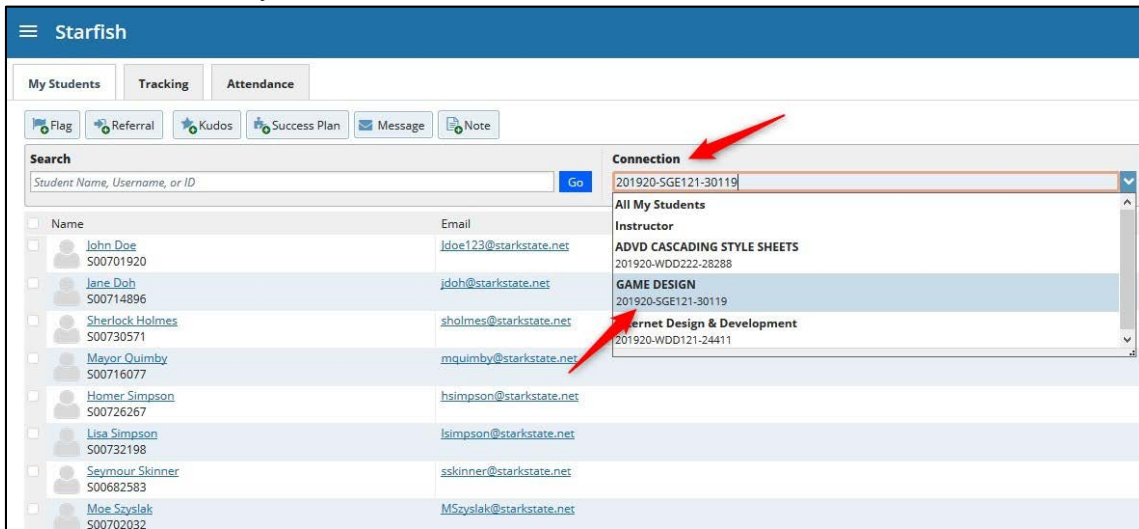 Starfish
My Students Tracking Attendance
Flag Referral Kudos Success Plan Message Note
Search
Student Name, Username, or ID Go
Connection
201920-SGE121-30119
All My Students
Instructor
ADVD CASCADING STYLE SHEETS
201920-WDD222-28288
GAME DESIGN
201920-SGE121-30119
Design & Development
201920-WDD121-24411
Name Email
John Doe Jdoe123@starkstate.net
S00701920
Jane Doh jdoh@starkstate.net
S00714896
Sherlock Holmes sholmes@starkstate.net
S00730571
Mayor Quimby mquimby@starkstate.net
S00716077
Homer Simpson hsimpson@starkstate.net
S00726267
Lisa Simpson lsimpson@starkstate.net
S00732198
Seymour Skinner sskinner@starkstate.net
S00682583
Moe Szyslak MSzyslak@starkstate.net
S00702032